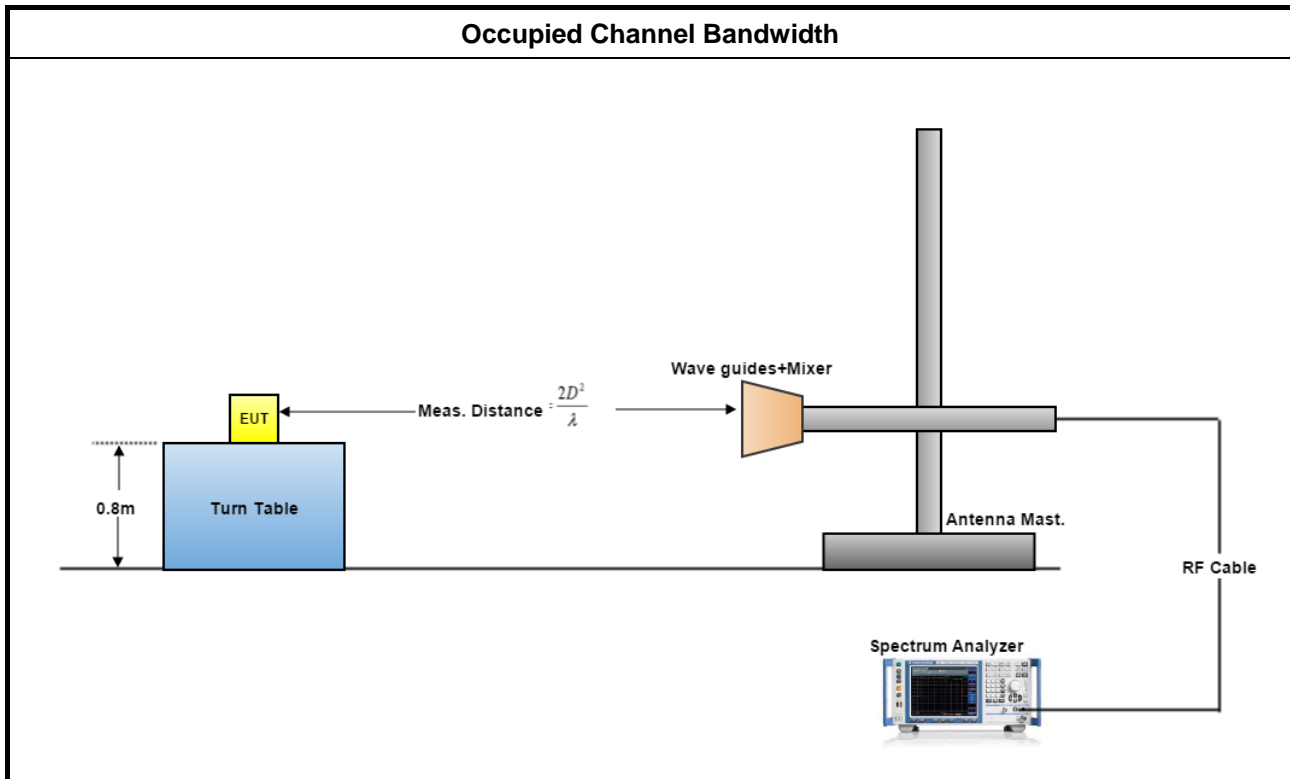 Occupied Channel Bandwidth
Wave guides+Mixer
EUT
Meas. Distance = 2D²/λ
0.8m
Turn Table
Antenna Mast.
RF Cable
Spectrum Analyzer